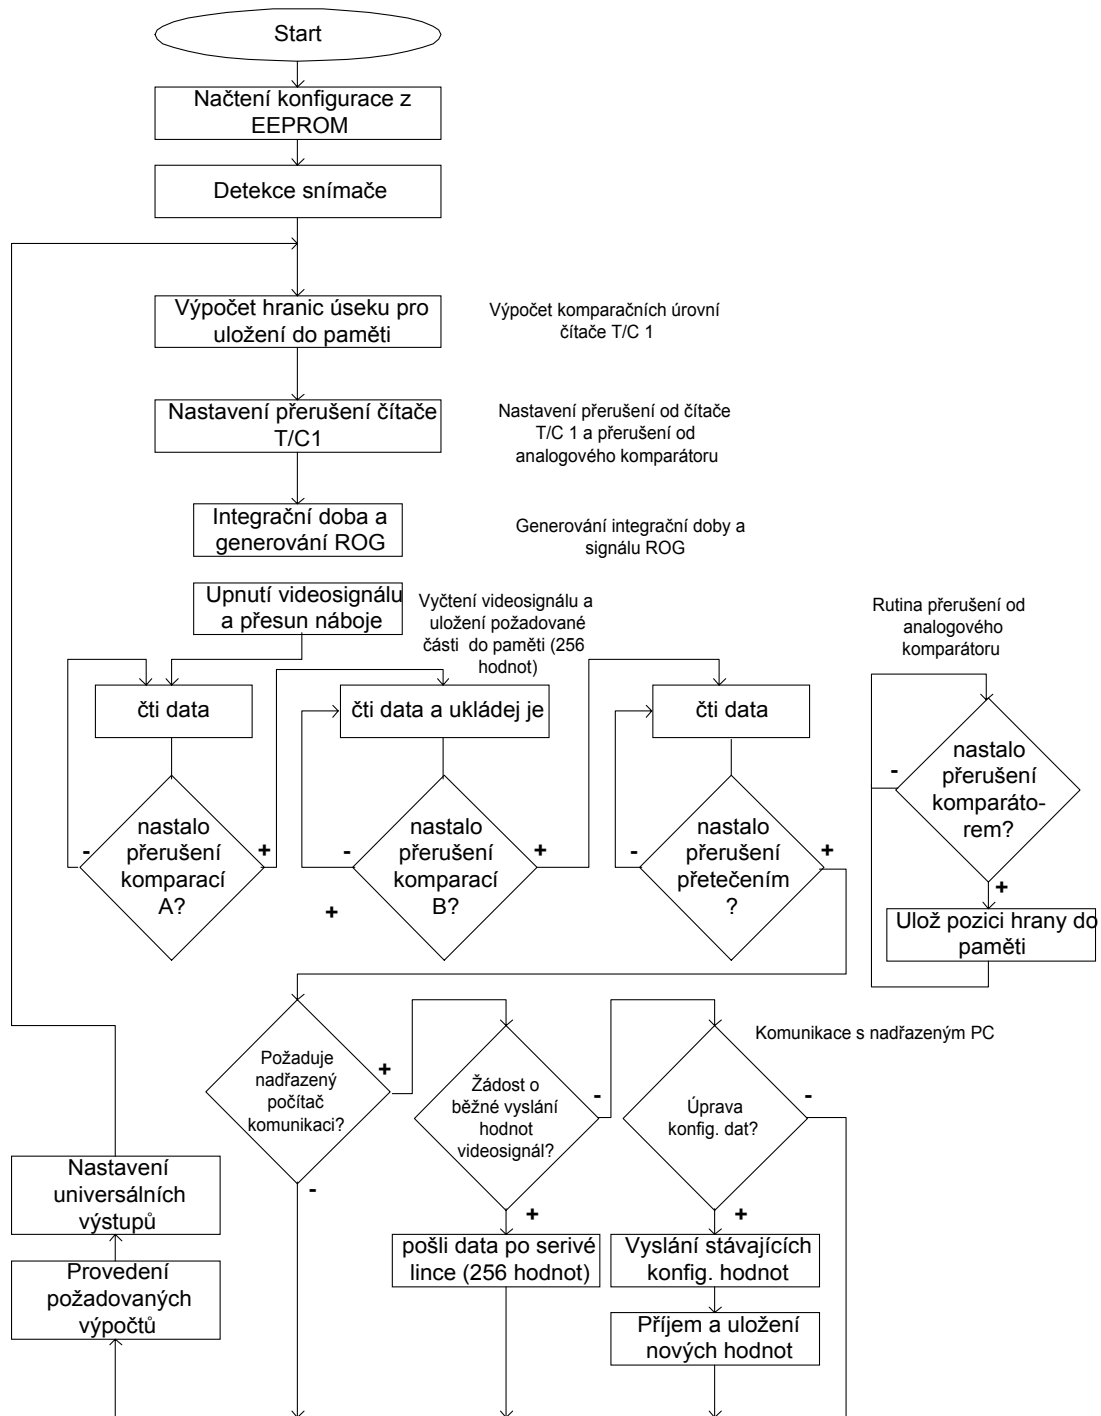 Start
Načtení konfigurace z
EEPROM
Detekce snímače
Výpočet hranic úseku pro
uložení do paměti
Výpočet komparačních úrovní
čítače T/C 1
Nastavení přerušení čítače
T/C1
Nastavení přerušení od čítače
T/C 1 a přerušení od
analogového komparátoru
Integrační doba a
generování ROG
Generování integrační doby a
signálu ROG
Upnutí videosignálu
a přesun náboje
Vyčtení videosignálu a
uložení požadované
části do paměti (256
hodnot)
Rutina přerušení od
analogového
komparátoru
čti data
čti data a ukládej je
čti data
nastalo
přerušení
komparáto-
rem?
-
+
Ulož pozici hrany do
paměti
nastalo
přerušení
komparací
A?
-
+
nastalo
přerušení
komparací
B?
-
+
+
nastalo
přerušení
přetečením
?
-
+
Požaduje
nadřazený
počítač
komunikaci?
+
-
Žádost o
běžné vyslání
hodnot
videosignál?
-
+
Komunikace s nadřazeným PC
Úprava
konfig. dat?
-
+
Nastavení
universálních
výstupů
Provedení
požadovaných
výpočtů
pošli data po serivé
lince (256 hodnot)
Vyslání stávajících
konfig. hodnot
Příjem a uložení
nových hodnot